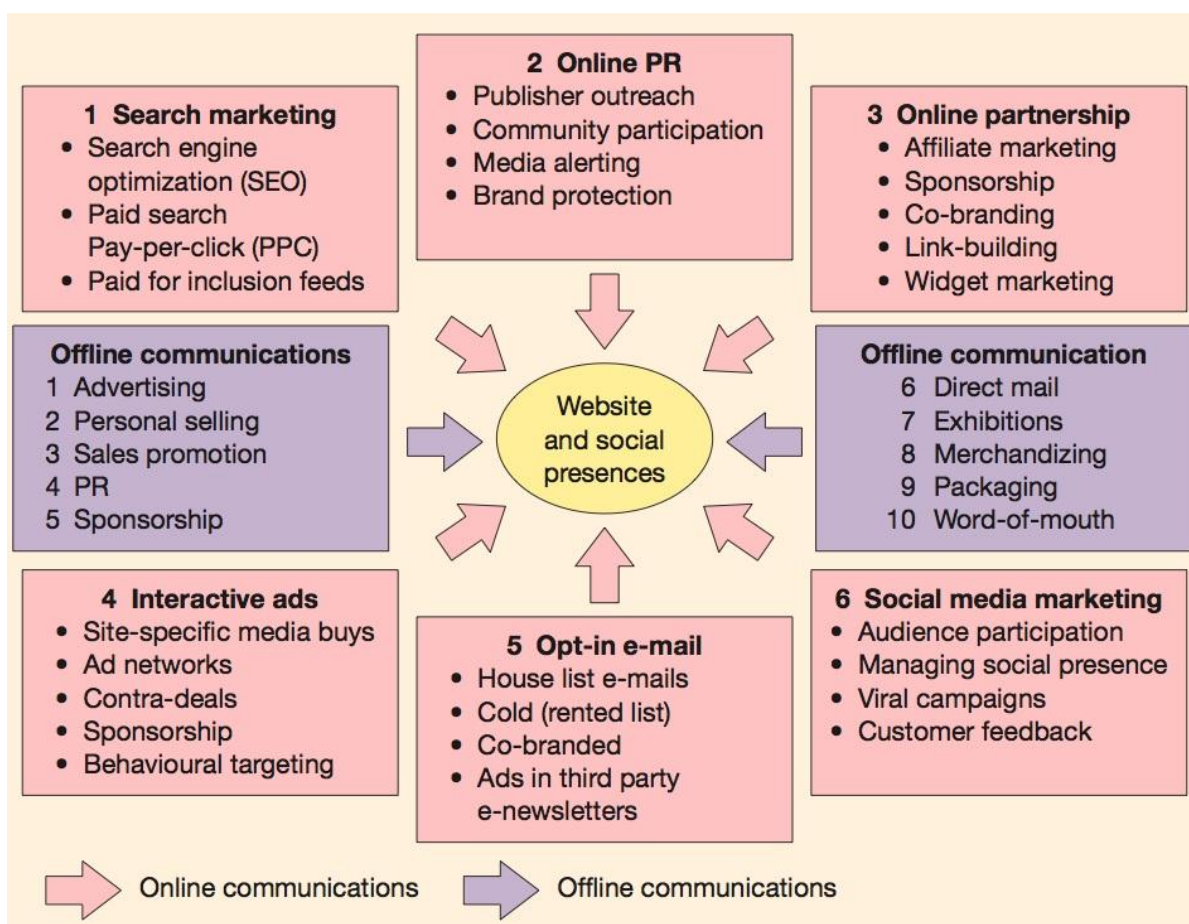 1 Search marketing
• Search engine
optimization (SEO)
• Paid search
Pay-per-click (PPC)
• Paid for inclusion feeds
2 Online PR
• Publisher outreach
• Community participation
• Media alerting
• Brand protection
3 Online partnership
• Affiliate marketing
• Sponsorship
• Co-branding
• Link-building
• Widget marketing
Offline communications
1 Advertising
2 Personal selling
3 Sales promotion
4 PR
5 Sponsorship
Website
and social
presences
Offline communication
6 Direct mail
7 Exhibitions
8 Merchandizing
9 Packaging
10 Word-of-mouth
4 Interactive ads
• Site-specific media buys
• Ad networks
• Contra-deals
• Sponsorship
• Behavioural targeting
5 Opt-in e-mail
• House list e-mails
• Cold (rented list)
• Co-branded
• Ads in third party
e-newsletters
6 Social media marketing
• Audience participation
• Managing social presence
• Viral campaigns
• Customer feedback
Online communications
Offline communications